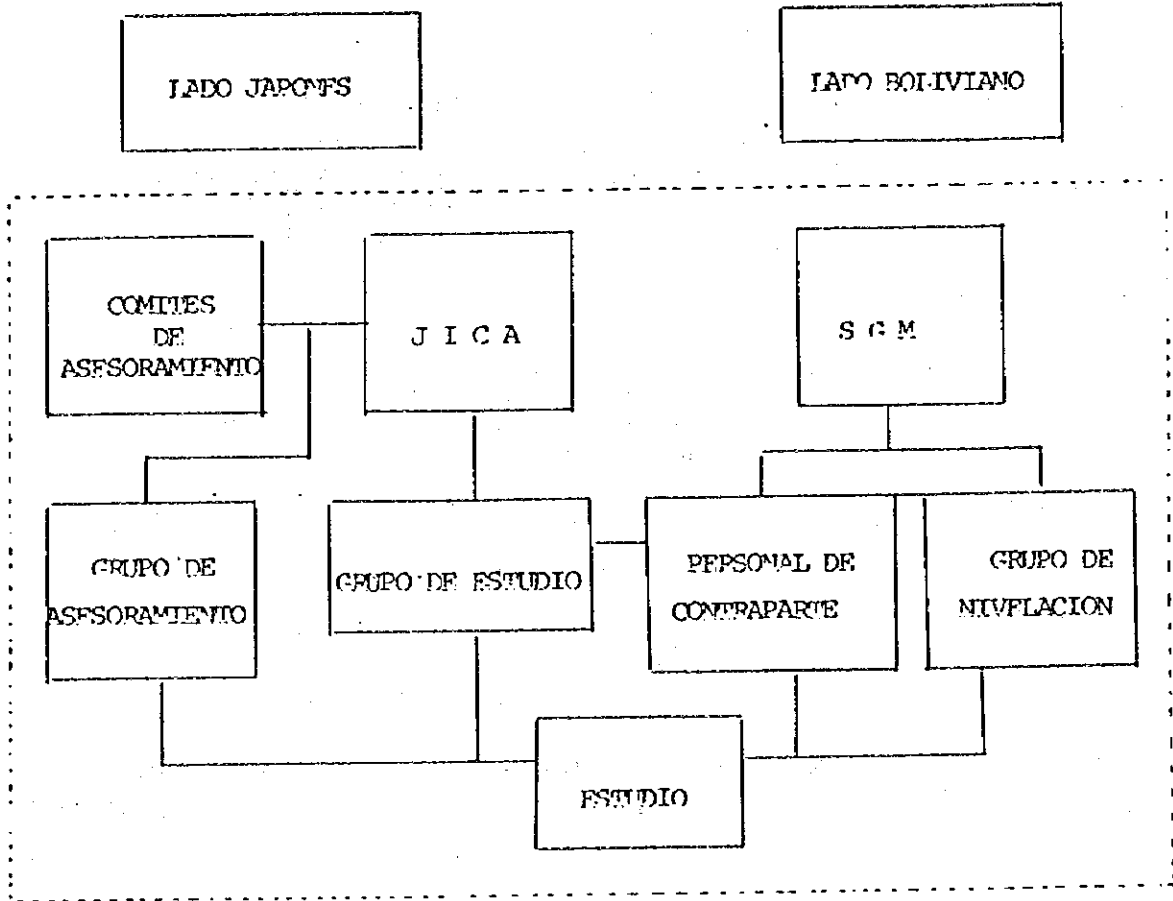 LADO JAPONES
LADO BOLIVIANO
COMITES
DE
ASESORAMIENTO
J I C A
S G M
GRUPO DE
ASESORAMIENTO
GRUPO DE ESTUDIO
PERSONAL DE
CONTRAPARTE
GRUPO DE
NIVELACION
ESTUDIO